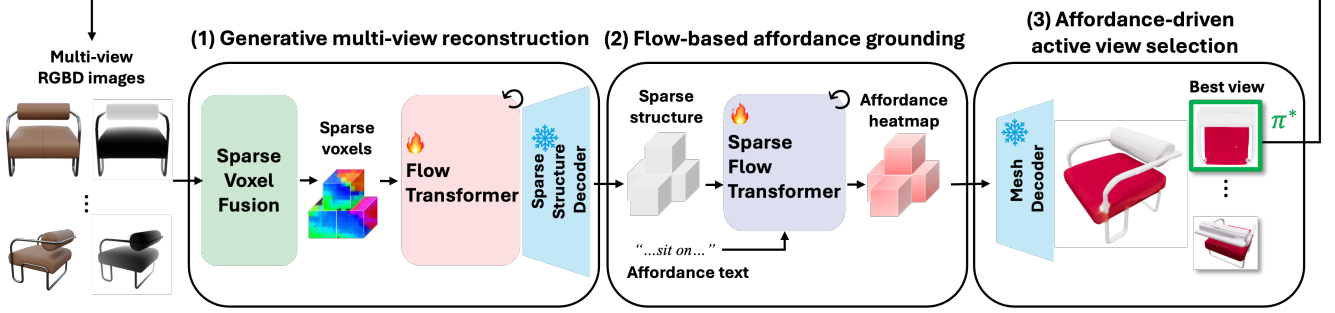 Multi-view
RGBD images
(1) Generative multi-view reconstruction
Sparse
Voxel
Fusion
Sparse
voxels
Flow
Transformer
Sparse
Structure
Decoder
(2) Flow-based affordance grounding
Sparse
structure
Sparse
Flow
Transformer
Affordance
heatmap
“...sit on...”
Affordance text
(3) Affordance-driven
active view selection
Mesh
Decoder
Best view
π*